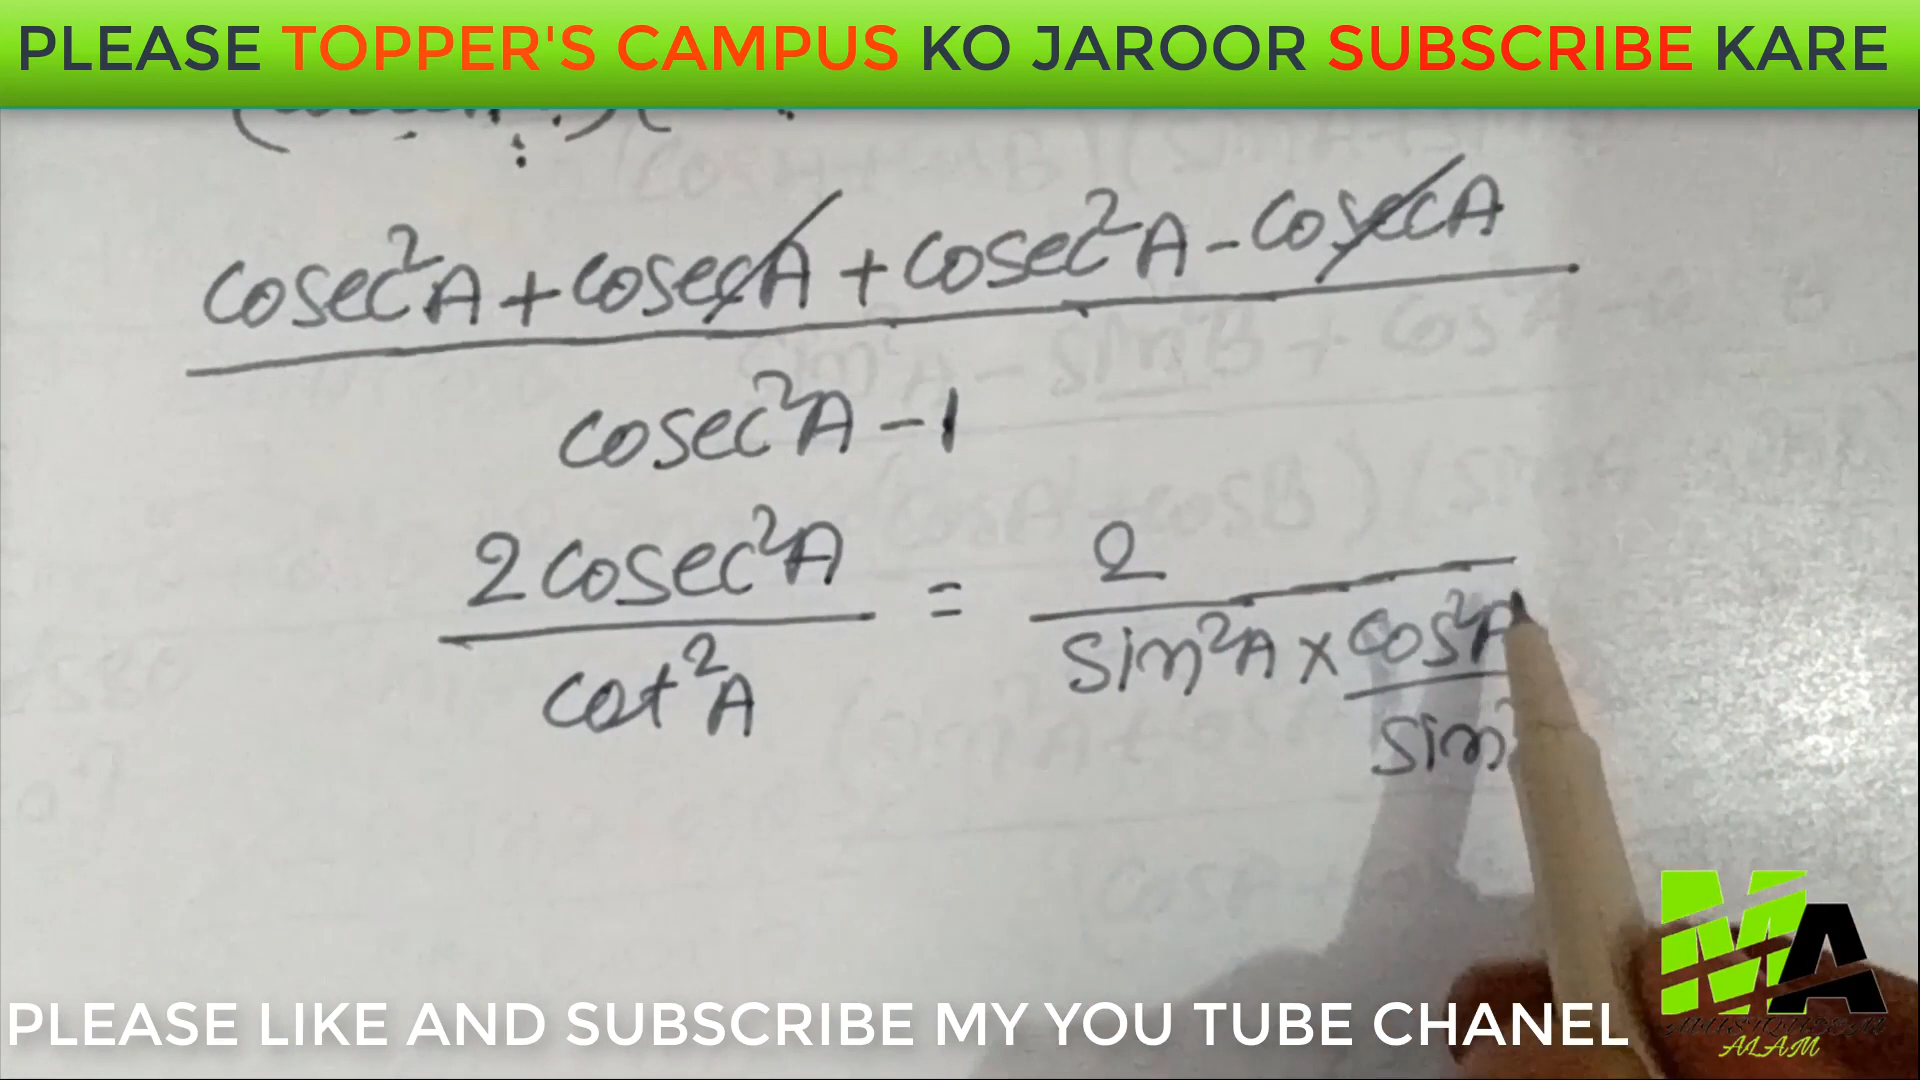 PLEASE TOPPER'S CAMPUS KO JAROOR SUBSCRIBE KARE
cosec²A + cosecA + cosec²A - cosecA
cosec²A - 1
2cosec²A = 2
cot²A
sin²A × cos²A
sin²
PLEASE LIKE AND SUBSCRIBE MY YOU TUBE CHANEL
MA
ALAM